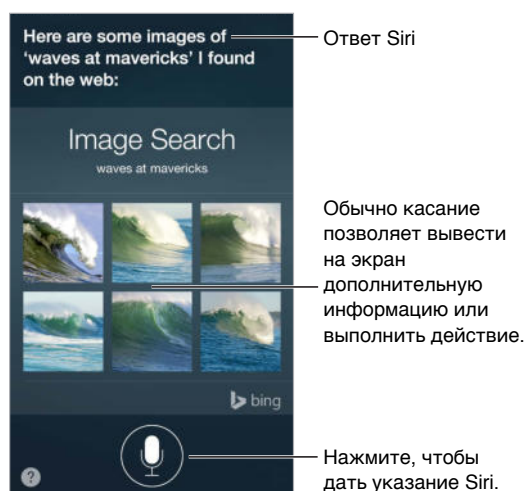 Here are some images of
'waves at mavericks' I found
on the web:
Ответ Siri
Image Search
waves at mavericks
Обычно касание
позволяет вывести
на экран
дополнительную
информацию или
выполнить действие.
bing
Нажмите, чтобы
дать указание Siri.
?